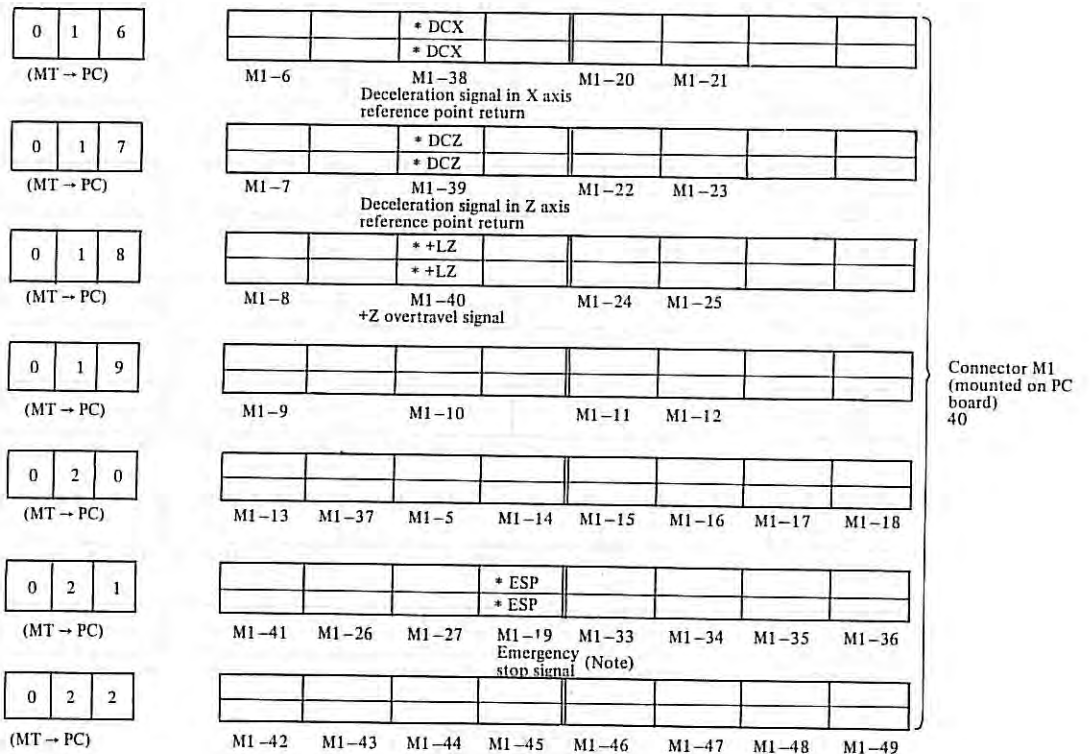 0 1 6
* DCX
* DCX
(MT → PC)
M1–6 M1–38 M1–20 M1–21
Deceleration signal in X axis
reference point return
0 1 7
* DCZ
* DCZ
(MT → PC)
M1–7 M1–39 M1–22 M1–23
Deceleration signal in Z axis
reference point return
0 1 8
* +LZ
* +LZ
(MT → PC)
M1–8 M1–40 M1–24 M1–25
+Z overtravel signal
0 1 9
(MT → PC)
M1–9 M1–10 M1–11 M1–12
Connector M1
(mounted on PC
board)
40
0 2 0
(MT → PC)
M1–13 M1–37 M1–5 M1–14 M1–15 M1–16 M1–17 M1–18
0 2 1
* ESP
* ESP
(MT → PC)
M1–41 M1–26 M1–27 M1–19 M1–33 M1–34 M1–35 M1–36
Emergency
stop signal (Note)
0 2 2
(MT → PC)
M1–42 M1–43 M1–44 M1–45 M1–46 M1–47 M1–48 M1–49